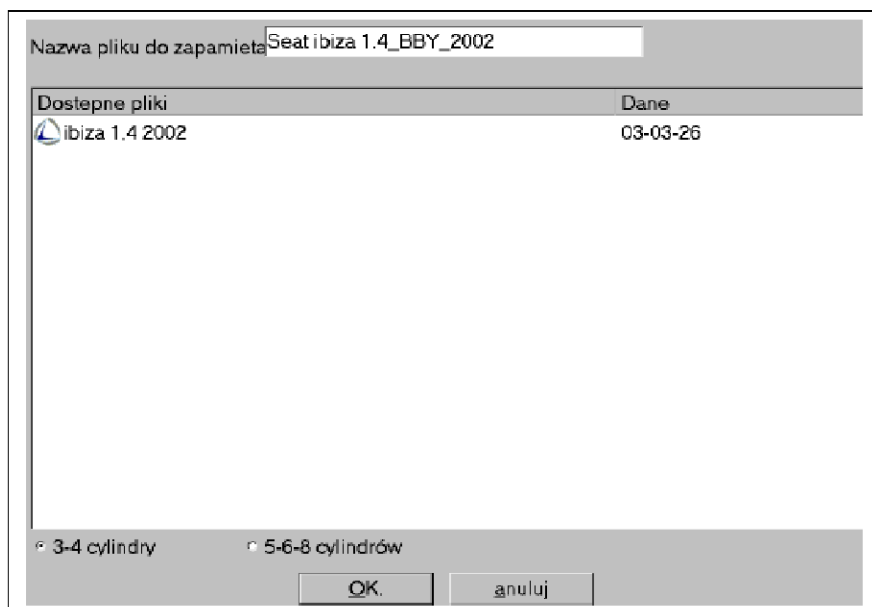 Nazwa pliku do zapamieta Seat ibiza 1.4_BBY_2002
Dostepne pliki Dane
ibiza 1.4 2002 03-03-26
3-4 cylindry 5-6-8 cylindrów
OK. anuluj